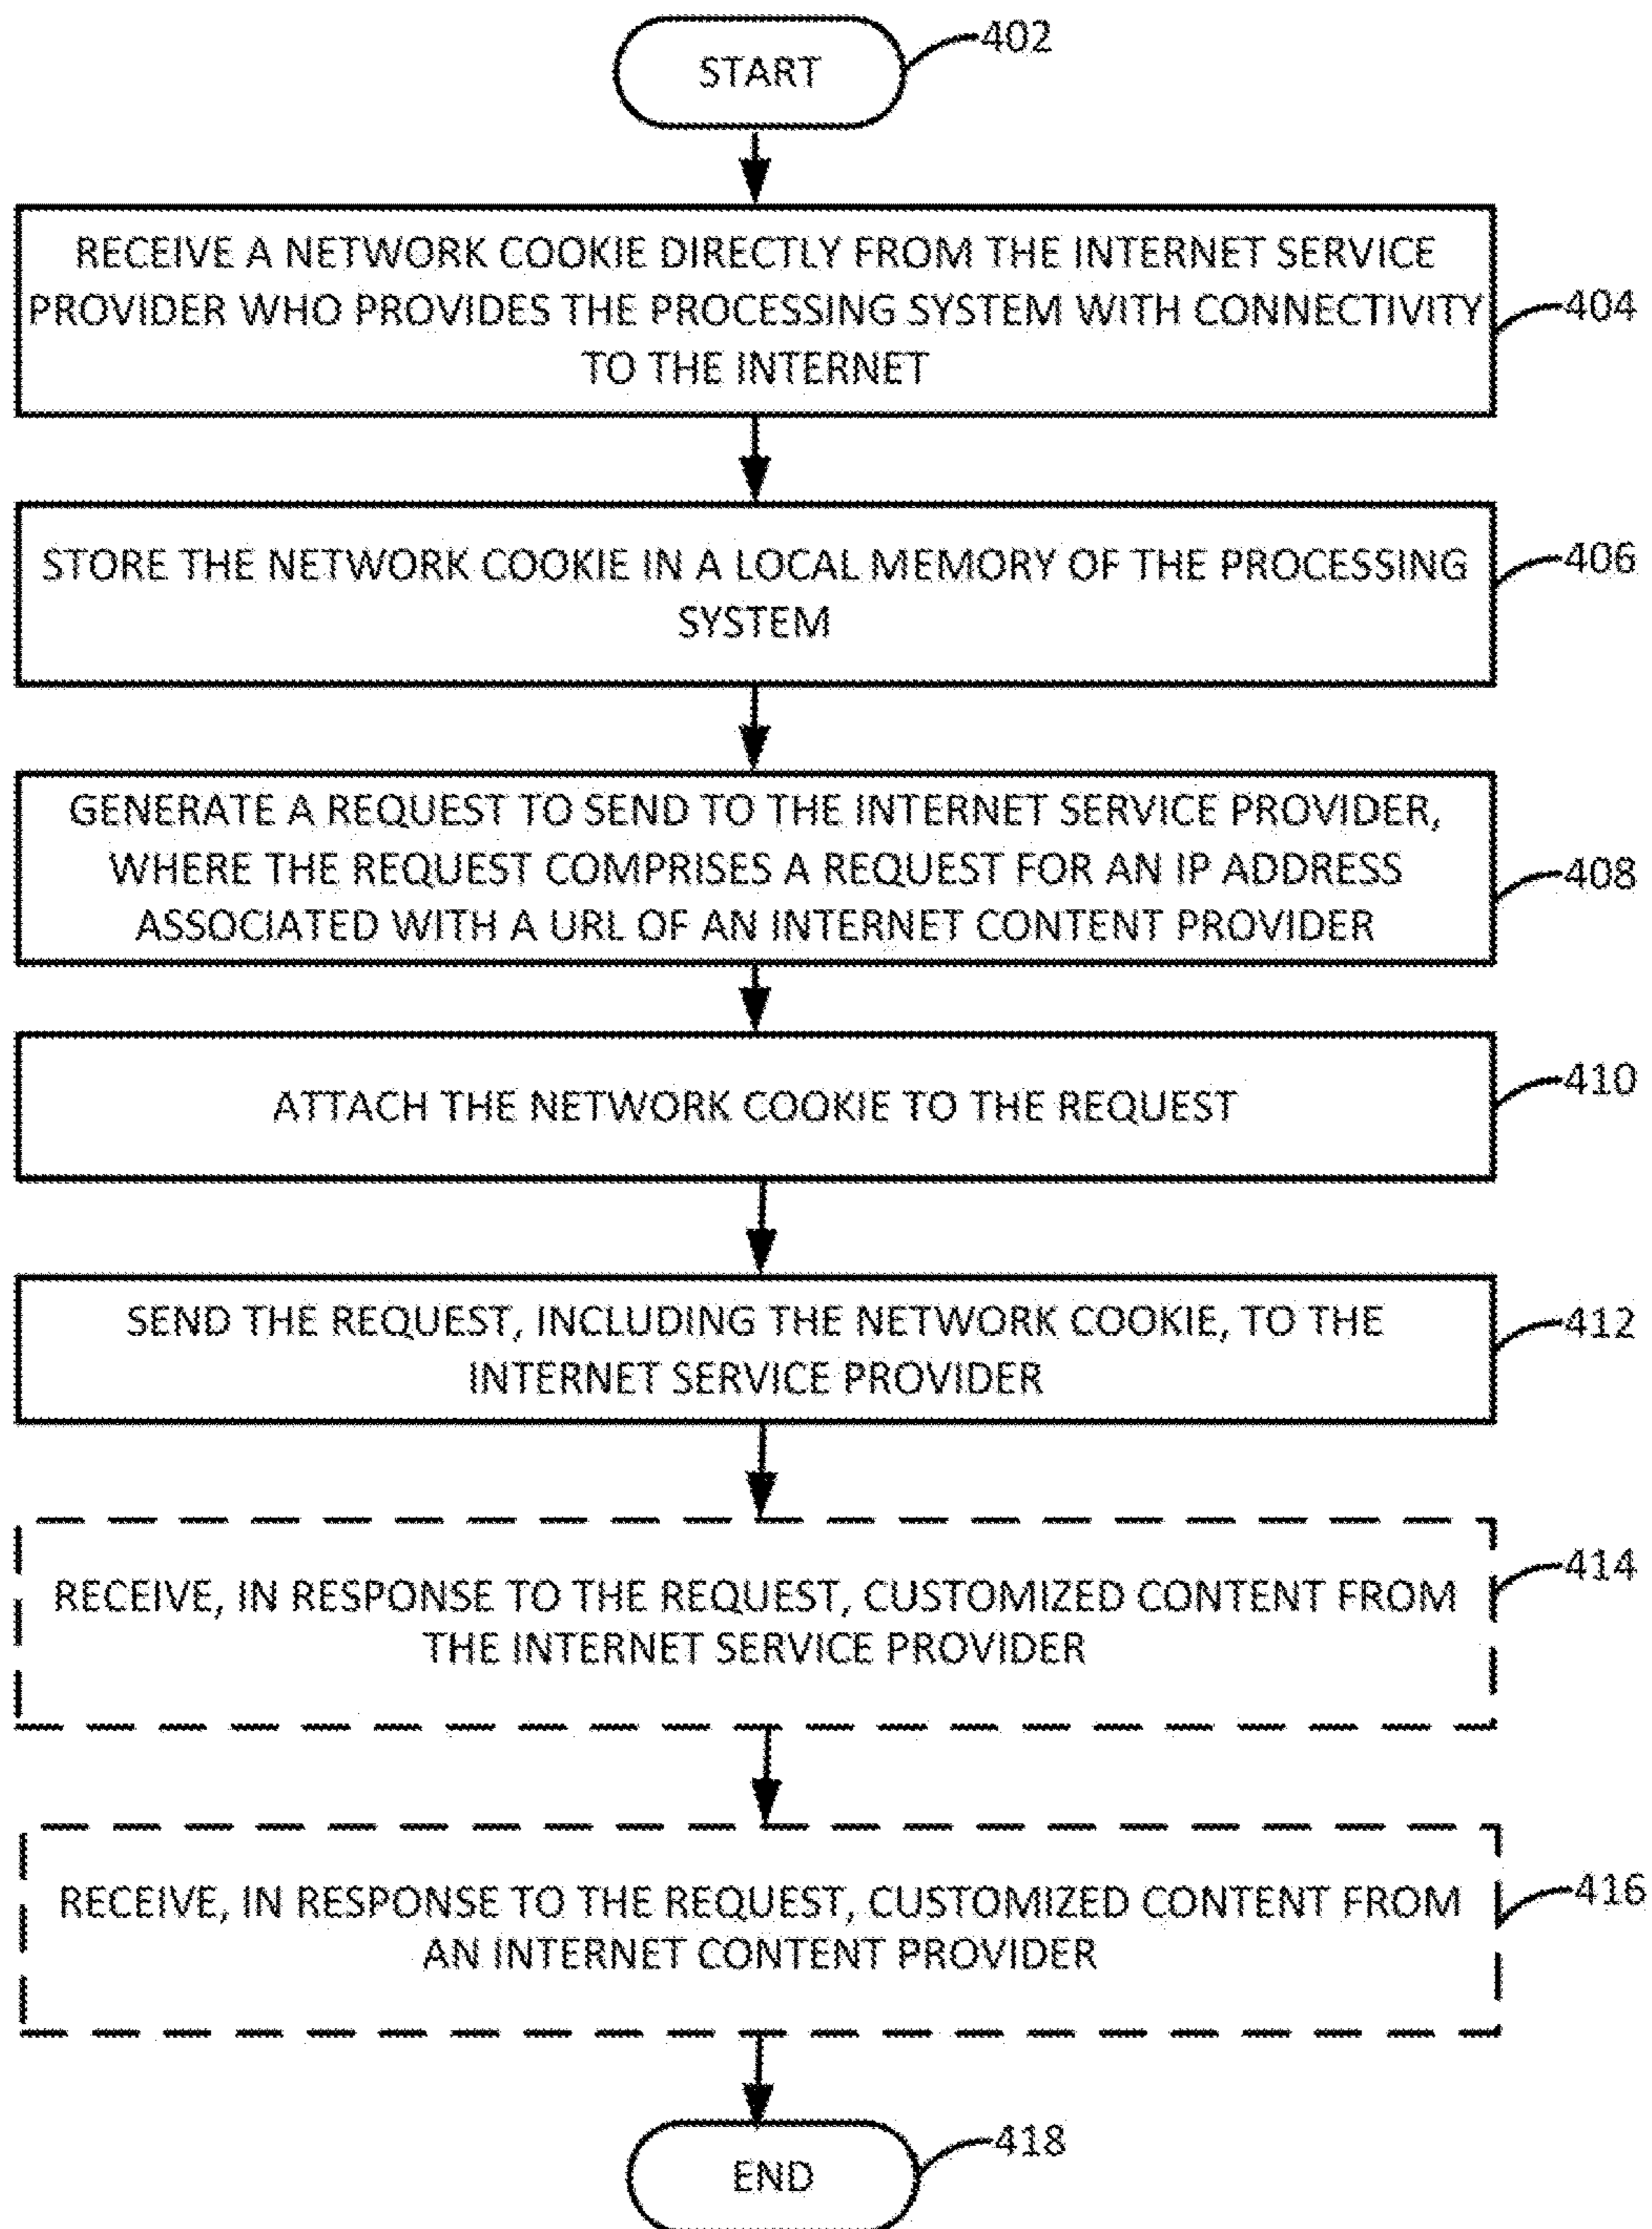 START
402
RECEIVE A NETWORK COOKIE DIRECTLY FROM THE INTERNET SERVICE
PROVIDER WHO PROVIDES THE PROCESSING SYSTEM WITH CONNECTIVITY
TO THE INTERNET
404
STORE THE NETWORK COOKIE IN A LOCAL MEMORY OF THE PROCESSING
SYSTEM
406
GENERATE A REQUEST TO SEND TO THE INTERNET SERVICE PROVIDER,
WHERE THE REQUEST COMPRISES A REQUEST FOR AN IP ADDRESS
ASSOCIATED WITH A URL OF AN INTERNET CONTENT PROVIDER
408
ATTACH THE NETWORK COOKIE TO THE REQUEST
410
SEND THE REQUEST, INCLUDING THE NETWORK COOKIE, TO THE
INTERNET SERVICE PROVIDER
412
RECEIVE, IN RESPONSE TO THE REQUEST, CUSTOMIZED CONTENT FROM
THE INTERNET SERVICE PROVIDER
414
RECEIVE, IN RESPONSE TO THE REQUEST, CUSTOMIZED CONTENT FROM
AN INTERNET CONTENT PROVIDER
416
END
418